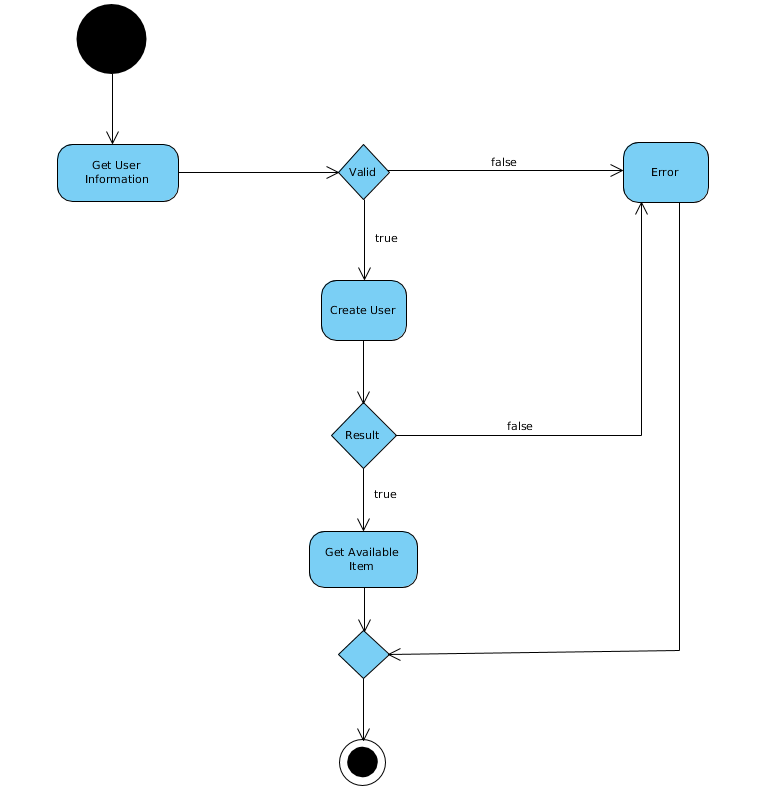 Get User
Information
Valid
false
Error
true
Create User
Result
false
true
Get Available
Item